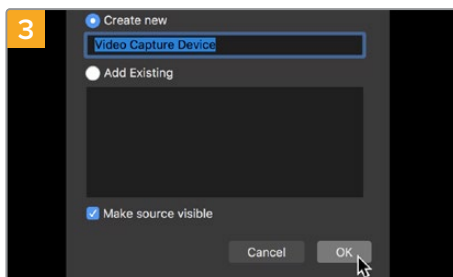 3
Create new
Video Capture Device
Add Existing
Make source visible
Cancel OK